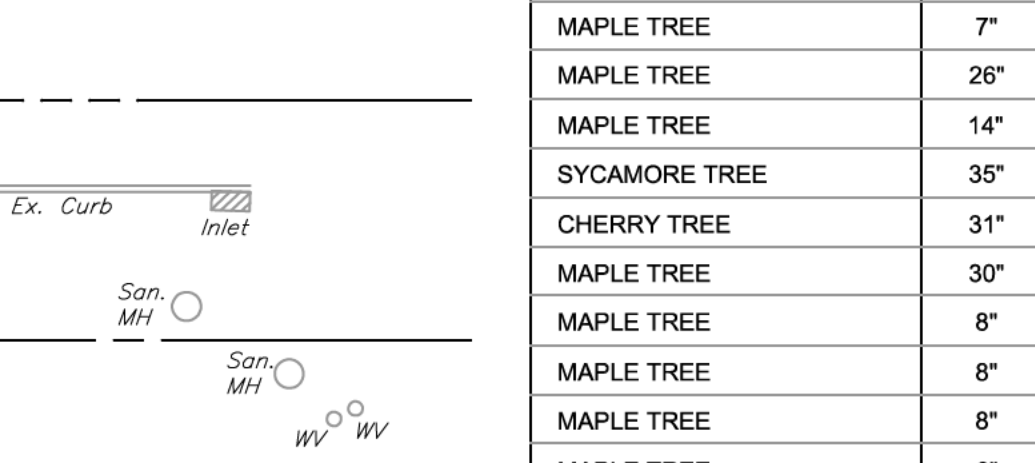 Ex. Curb
Inlet
San.
MH
San.
MH
WV WV
MAPLE TREE 7"
MAPLE TREE 26"
MAPLE TREE 14"
SYCAMORE TREE 35"
CHERRY TREE 31"
MAPLE TREE 30"
MAPLE TREE 8"
MAPLE TREE 8"
MAPLE TREE 8"